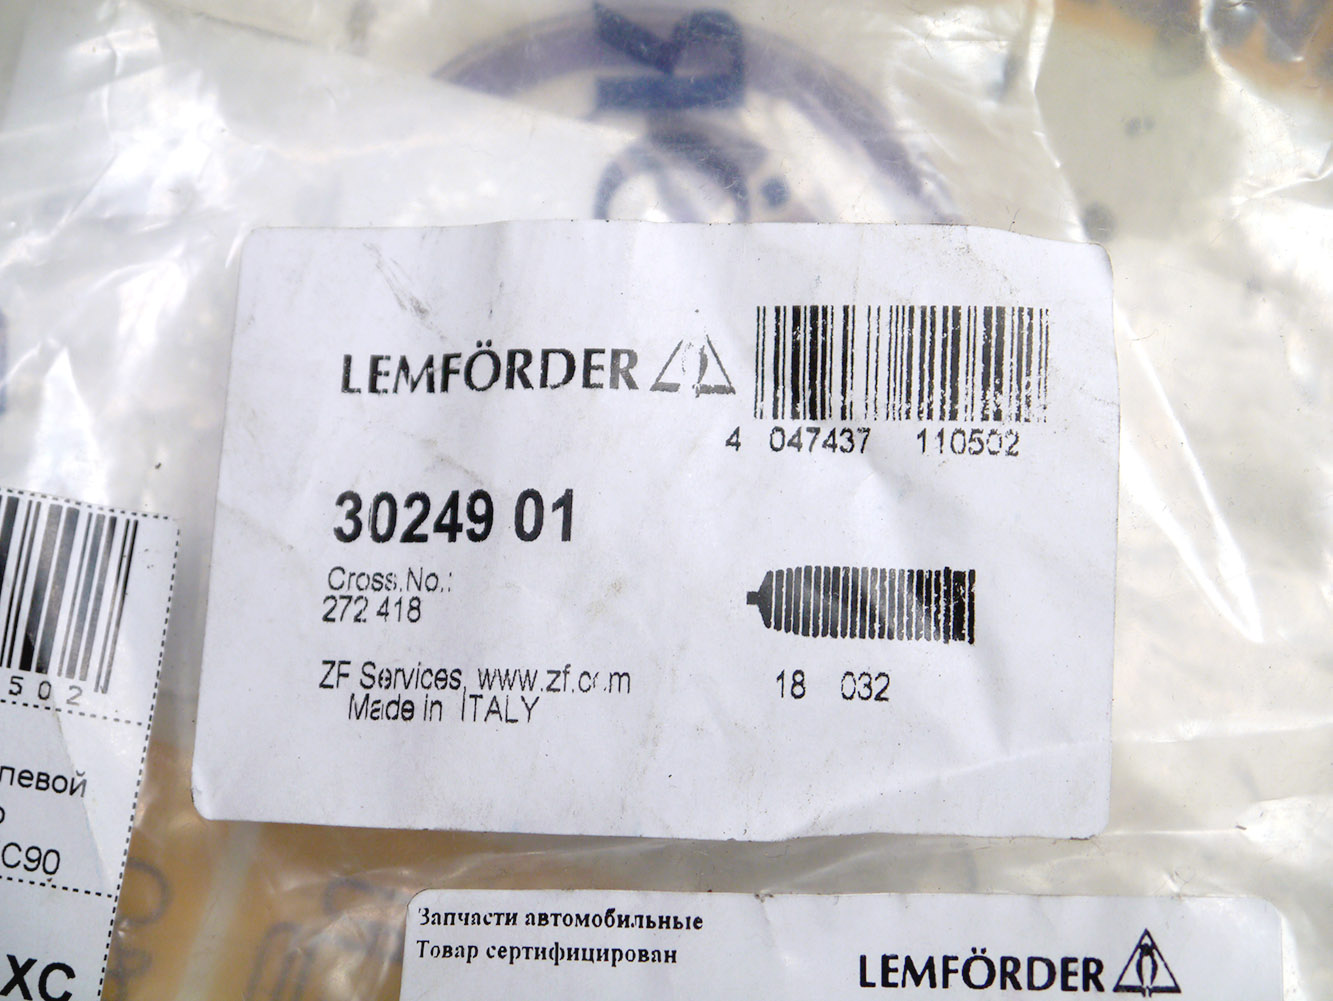 LEMFÖRDER
4 047437 110502
30249 01
Cross.No.:
272 418
ZF Services, www.zf.com
Made in ITALY
18 032
502
левой
C90
XC
Запчасти автомобильные
Товар сертифицирован
LEMFÖRDER